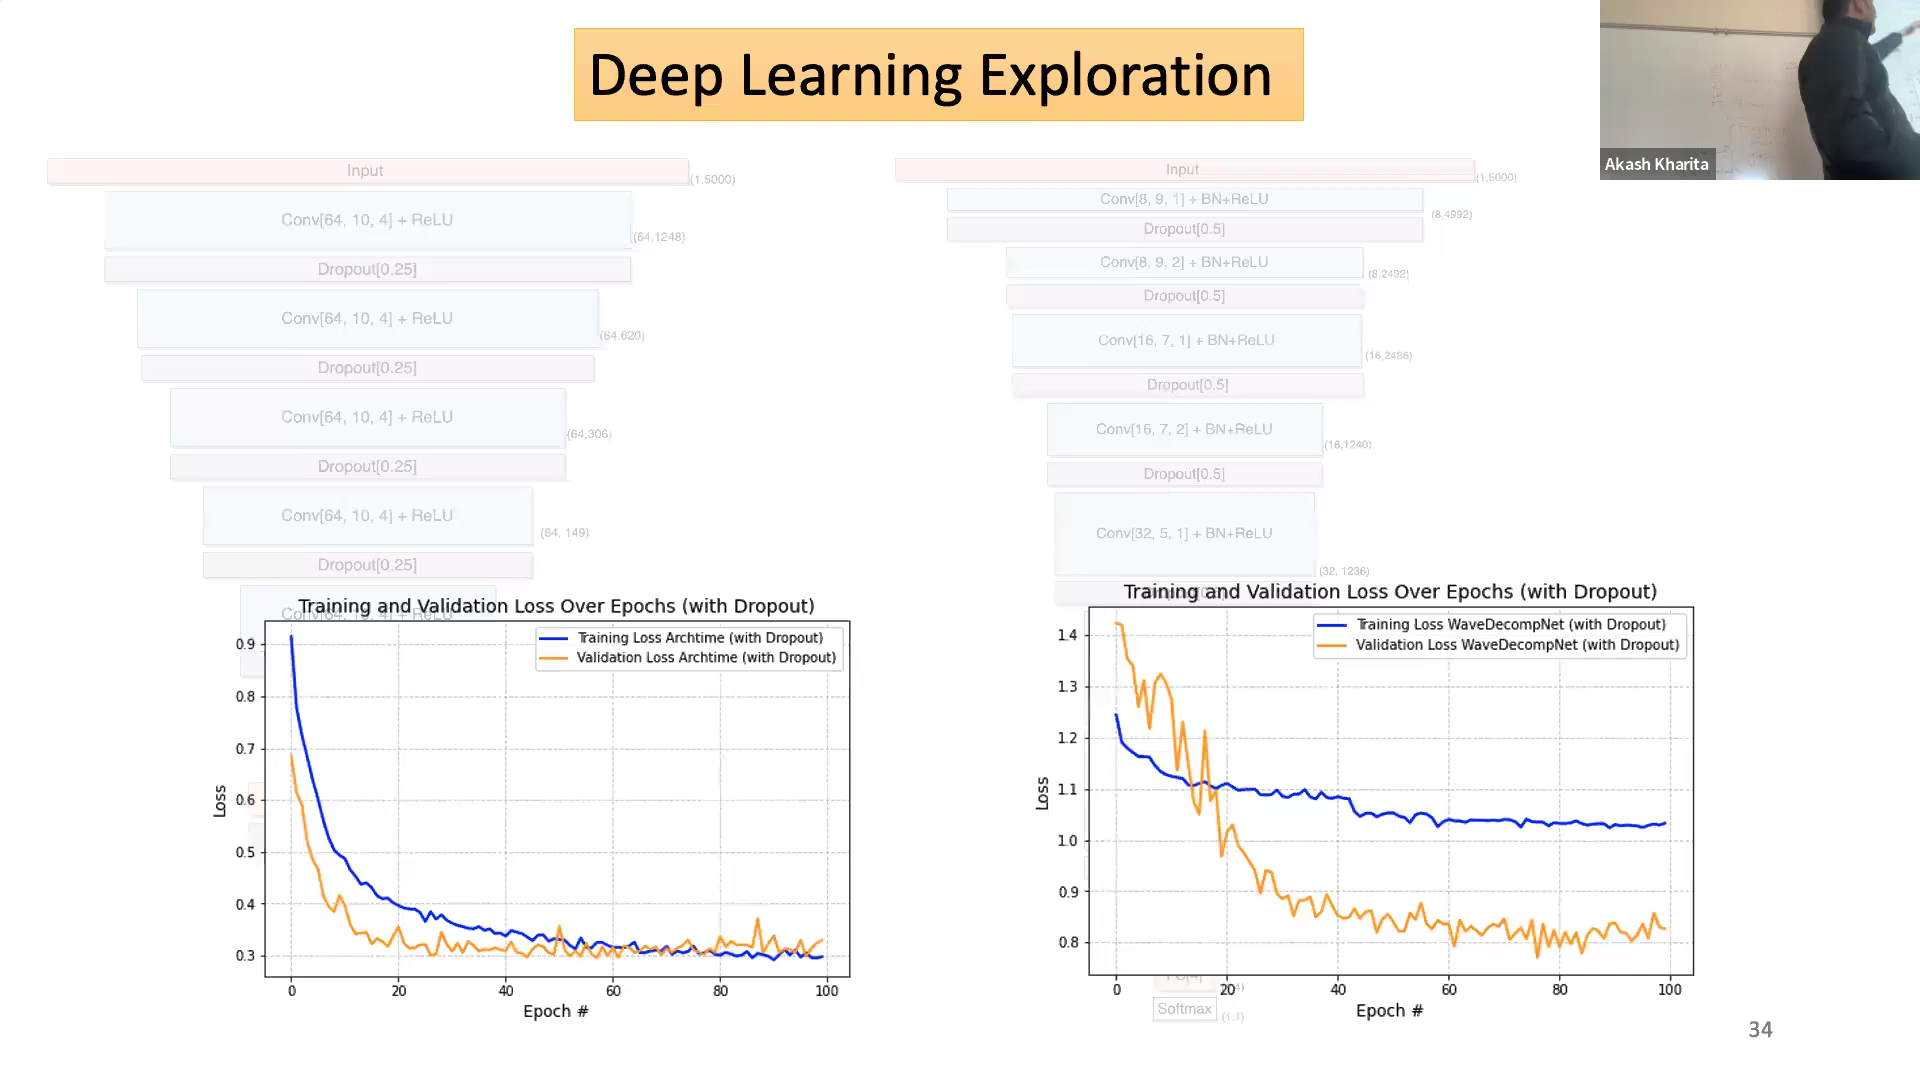 Deep Learning Exploration
Akash Kharita
Input
(1,5000)
Conv[64, 10, 4] + ReLU
(64,1248)
Dropout[0.25]
Conv[64, 10, 4] + ReLU
(64,620)
Dropout[0.25]
Conv[64, 10, 4] + ReLU
(64,306)
Dropout[0.25]
Conv[64, 10, 4] + ReLU
(64, 149)
Dropout[0.25]
Input
(1,5000)
Conv[8, 9, 1] + BN+ReLU
(8,4992)
Dropout[0.5]
Conv[8, 9, 2] + BN+ReLU
(8,2492)
Dropout[0.5]
Conv[16, 7, 1] + BN+ReLU
(16,2486)
Dropout[0.5]
Conv[16, 7, 2] + BN+ReLU
(16,1240)
Dropout[0.5]
Conv[32, 5, 1] + BN+ReLU
(32, 1236)
Training and Validation Loss Over Epochs (with Dropout)
Training Loss Archtime (with Dropout)
Validation Loss Archtime (with Dropout)
0.9
0.8
0.7
0.6
0.5
0.4
0.3
Loss
0 20 40 60 80 100
Epoch #
Training and Validation Loss Over Epochs (with Dropout)
Training Loss WaveDecompNet (with Dropout)
Validation Loss WaveDecompNet (with Dropout)
1.4
1.3
1.2
1.1
1.0
0.9
0.8
Loss
0 20 40 60 80 100
Epoch #
Softmax
(1,1)
34